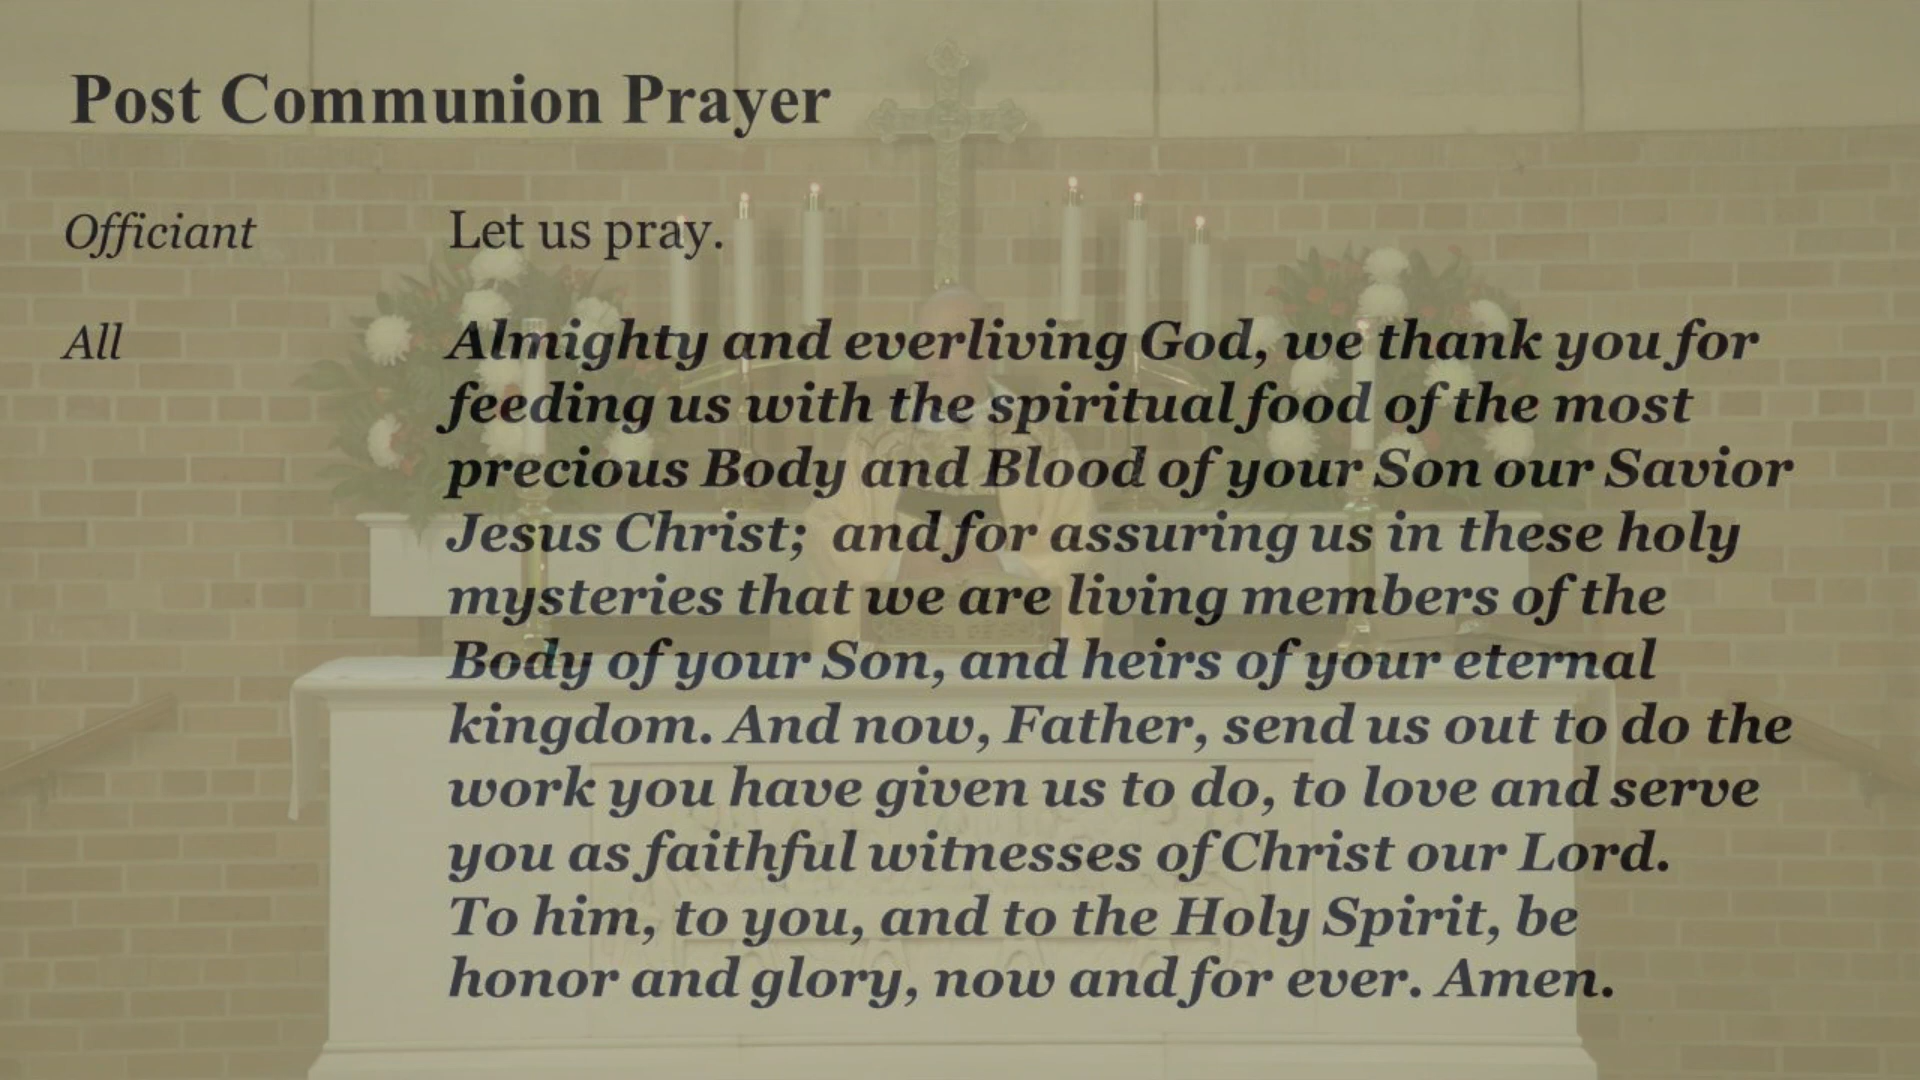 Post Communion Prayer
Officiant Let us pray.
All Almighty and everliving God, we thank you for
feeding us with the spiritual food of the most
precious Body and Blood of your Son our Savior
Jesus Christ; and for assuring us in these holy
mysteries that we are living members of the
Body of your Son, and heirs of your eternal
kingdom. And now, Father, send us out to do the
work you have given us to do, to love and serve
you as faithful witnesses of Christ our Lord.
To him, to you, and to the Holy Spirit, be
honor and glory, now and for ever. Amen.